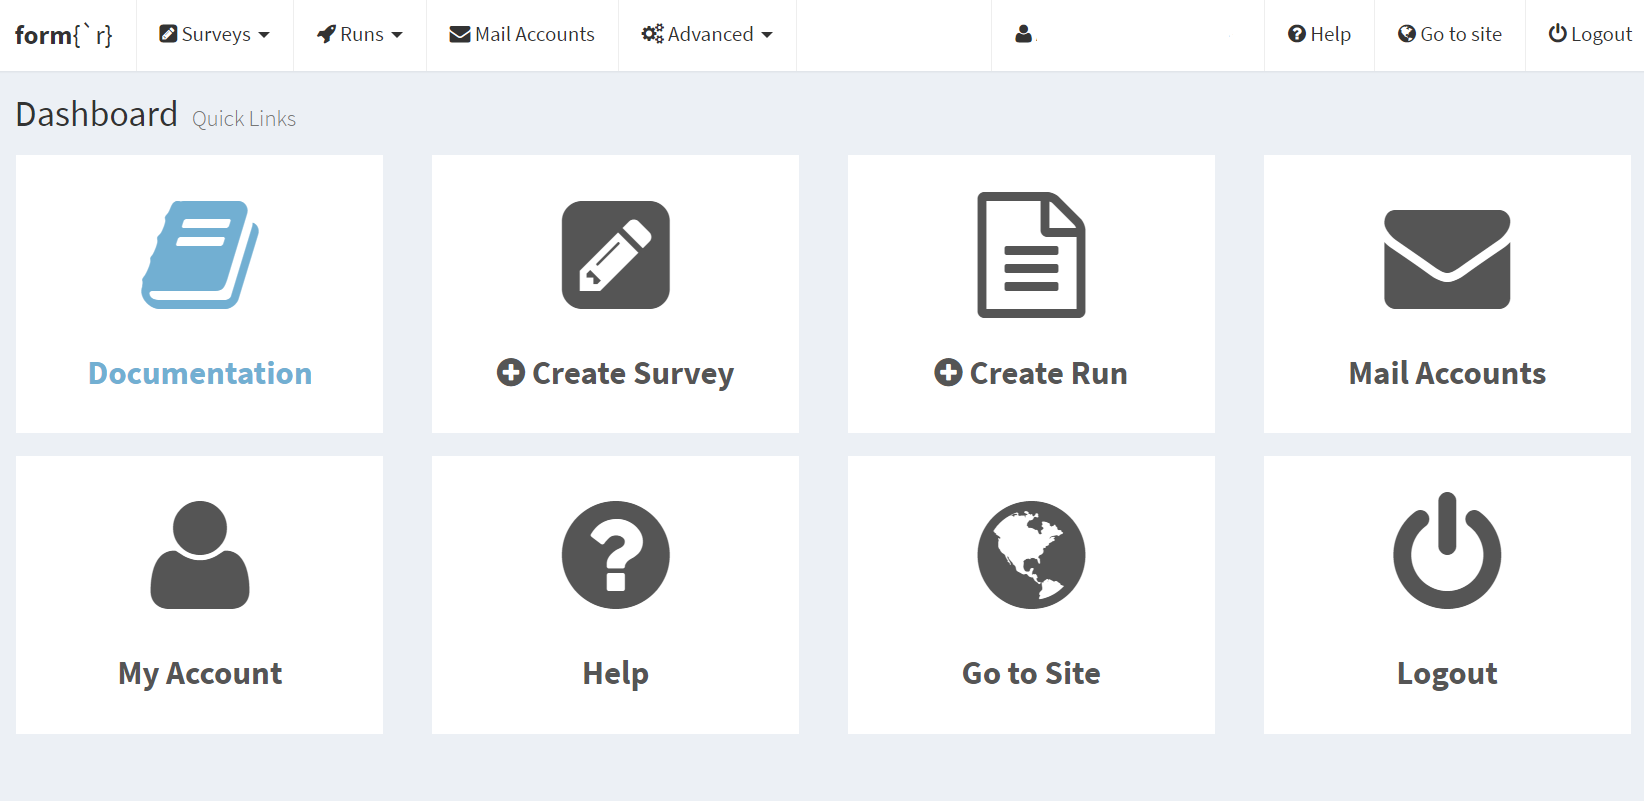 form{`r} Surveys Runs Mail Accounts Advanced Help Go to site Logout
Dashboard Quick Links
Documentation Create Survey Create Run Mail Accounts
My Account Help Go to Site Logout